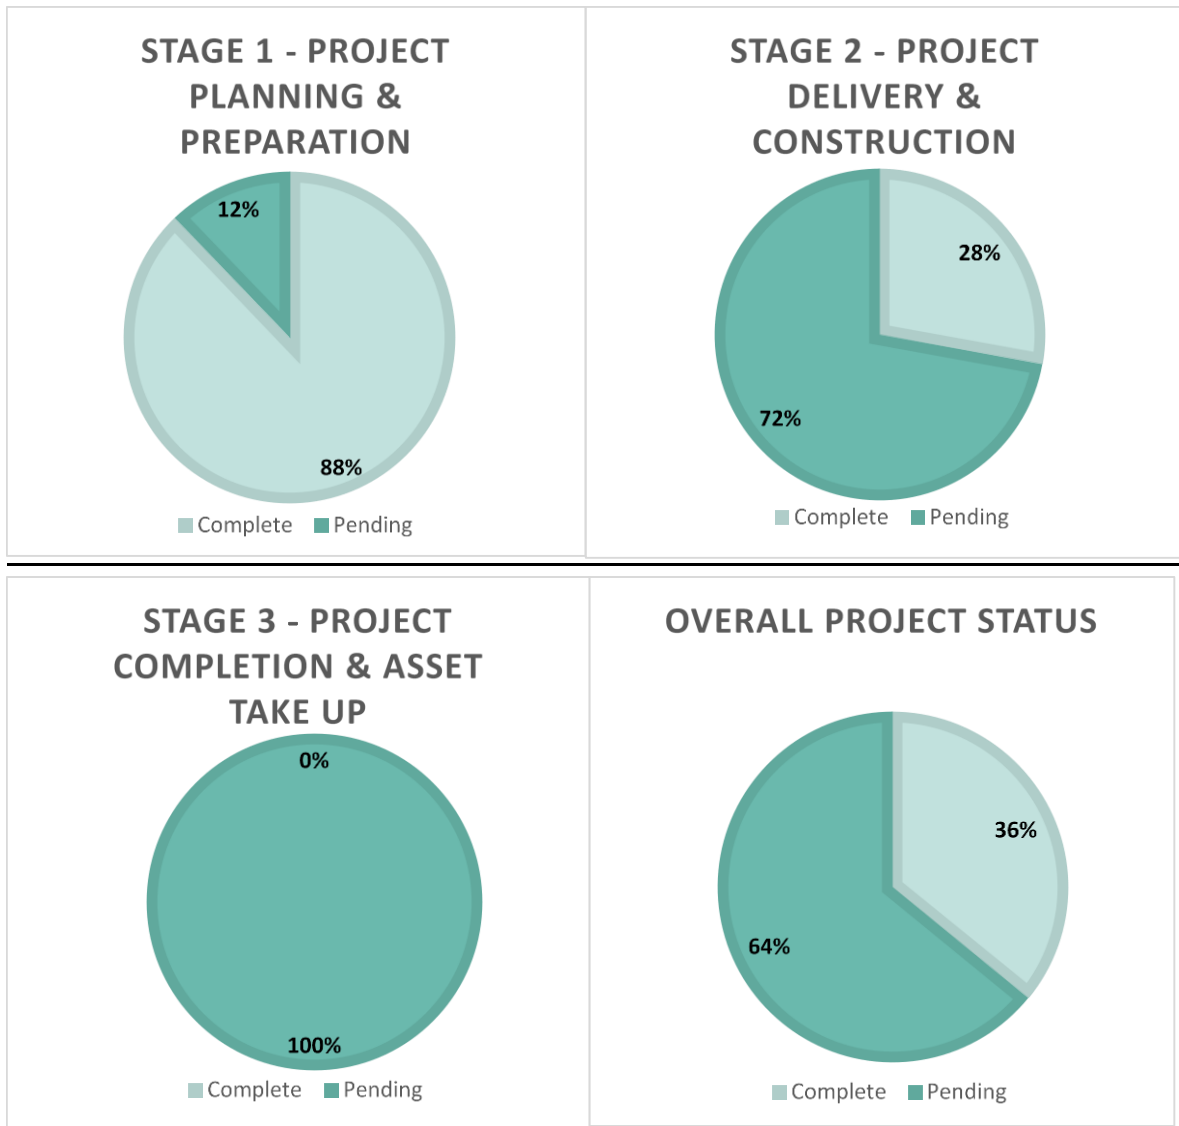 STAGE 1 - PROJECT
PLANNING &
PREPARATION
12%
88%
Complete Pending
STAGE 2 - PROJECT
DELIVERY &
CONSTRUCTION
28%
72%
Complete Pending
STAGE 3 - PROJECT
COMPLETION & ASSET
TAKE UP
0%
100%
Complete Pending
OVERALL PROJECT STATUS
36%
64%
Complete Pending